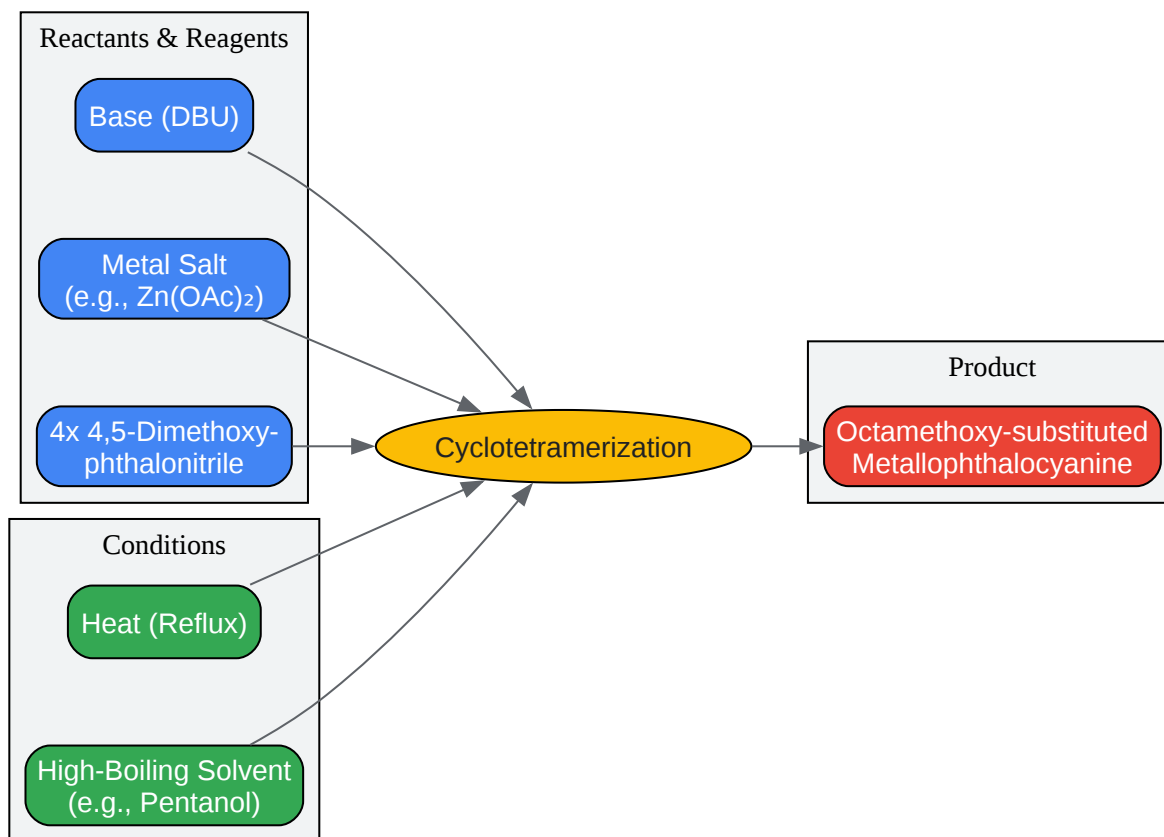 Reactants & Reagents
Base (DBU)
Metal Salt
(e.g., Zn(OAc)₂)
4x 4,5-Dimethoxy-
phthalonitrile
Conditions
Heat (Reflux)
High-Boiling Solvent
(e.g., Pentanol)
Cyclotetramerization
Product
Octamethoxy-substituted
Metallophthalocyanine